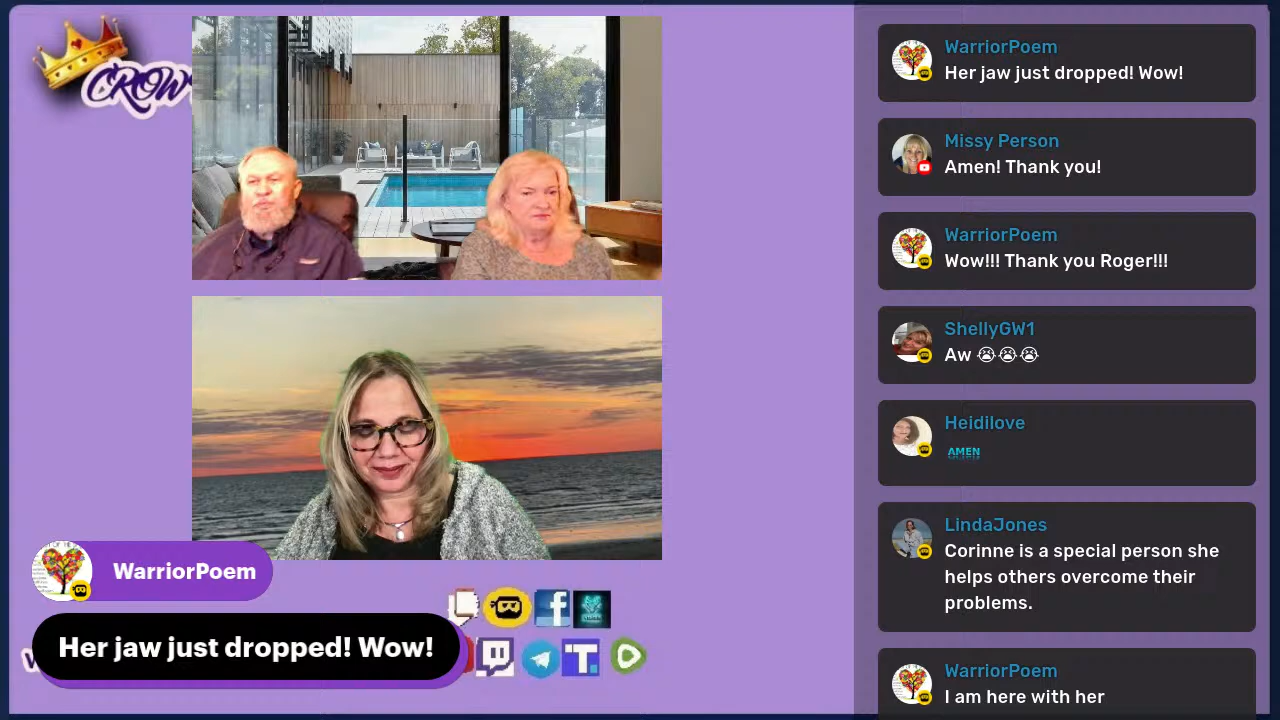 CROW
WarriorPoem
Her jaw just dropped! Wow!
WarriorPoem
Her jaw just dropped! Wow!
Missy Person
Amen! Thank you!
WarriorPoem
Wow!!! Thank you Roger!!!
ShellyGW1
Aw 😭😭😭
Heidilove
AMEN
LindaJones
Corinne is a special person she
helps others overcome their
problems.
WarriorPoem
I am here with her